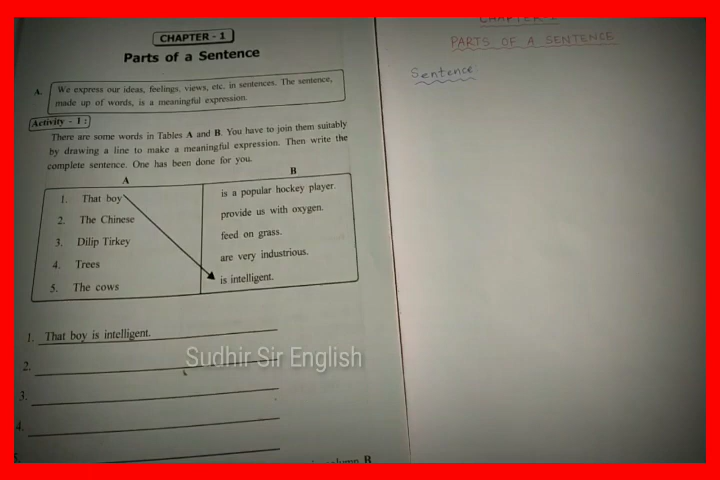 CHAPTER - 1
Parts of a Sentence
A. We express our ideas, feelings, views, etc. in sentences. The sentence,
made up of words, is a meaningful expression.
Activity - 1 :
There are some words in Tables A and B. You have to join them suitably
by drawing a line to make a meaningful expression. Then write the
complete sentence. One has been done for you.
A B
1. That boy is a popular hockey player.
2. The Chinese provide us with oxygen.
3. Dilip Tirkey feed on grass.
4. Trees are very industrious.
5. The cows is intelligent.
1. That boy is intelligent.
2.
3.
4.
5.
column B
Sudhir Sir English
PARTS OF A SENTENCE
Sentence